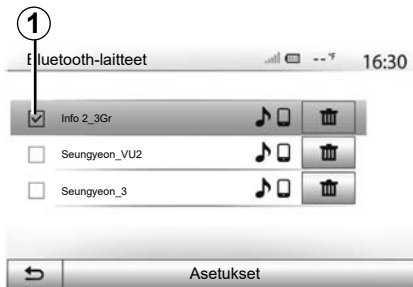 1
Bluetooth-laitteet -- °F 16:30
Info 2_3Gr
Seungyeon_VU2
Seungyeon_3
Asetukset